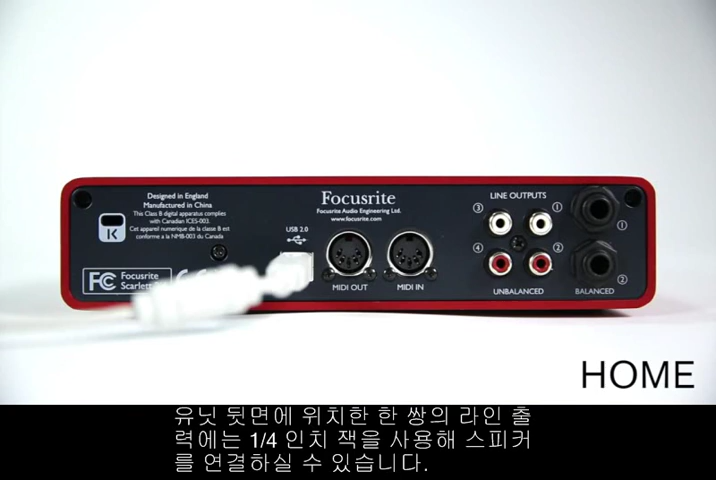 Designed in England
Manufactured in China
This Class B digital apparatus complies
with Canadian ICES-003.
Cet appareil numerique de la classe B est
conforme a la NMB-003 du Canada
K
FC Focusrite
Scarlett
USB 2.0
Focusrite
Focusrite Audio Engineering Ltd.
www.focusrite.com
MIDI OUT
MIDI IN
LINE OUTPUTS
3 1
4 2
UNBALANCED
1
2
BALANCED
HOME
유닛 뒷면에 위치한 한 쌍의 라인 출
력에는 1/4 인치 잭을 사용해 스피커
를 연결하실 수 있습니다.